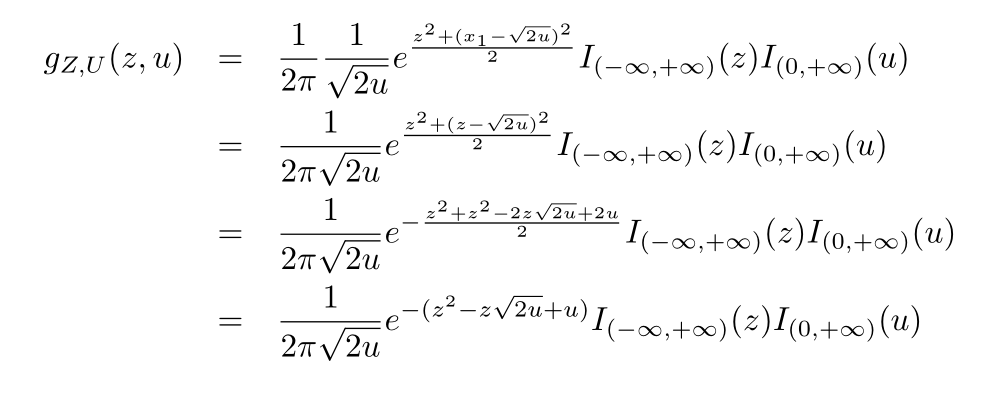 g_{Z,U}(z, u) = \frac{1}{2\pi} \frac{1}{\sqrt{2u}} e^{\frac{z^2+(x_1-\sqrt{2u})^2}{2}} I_{(-\infty,+\infty)}(z) I_{(0,+\infty)}(u)
= \frac{1}{2\pi\sqrt{2u}} e^{\frac{z^2+(z-\sqrt{2u})^2}{2}} I_{(-\infty,+\infty)}(z) I_{(0,+\infty)}(u)
= \frac{1}{2\pi\sqrt{2u}} e^{-\frac{z^2+z^2-2z\sqrt{2u}+2u}{2}} I_{(-\infty,+\infty)}(z) I_{(0,+\infty)}(u)
= \frac{1}{2\pi\sqrt{2u}} e^{-(z^2-z\sqrt{2u}+u)} I_{(-\infty,+\infty)}(z) I_{(0,+\infty)}(u)